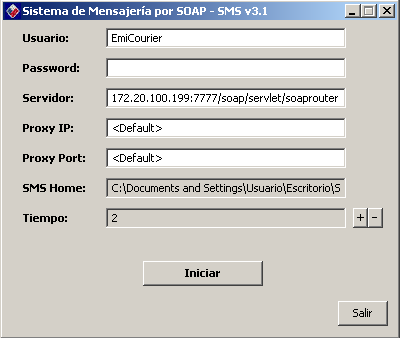 Sistema de Mensajería por SOAP - SMS v3.1
Usuario: EmiCourier
Password:
Servidor: 172.20.100.199:7777/soap/servlet/soaprouter
Proxy IP: <Default>
Proxy Port: <Default>
SMS Home: C:\Documents and Settings\Usuario\Escritorio\S
Tiempo: 2 + -
Iniciar
Salir